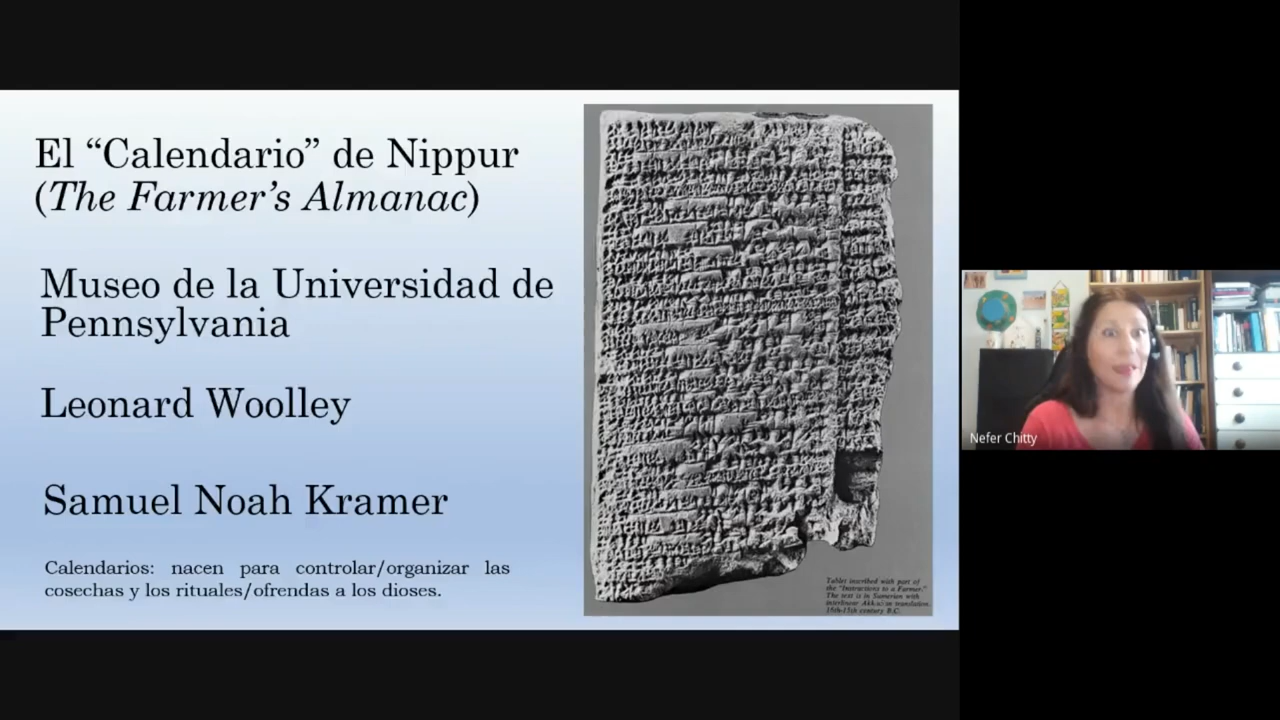 El “Calendario” de Nippur
(The Farmer’s Almanac)
Museo de la Universidad de
Pennsylvania
Leonard Woolley
Samuel Noah Kramer
Calendarios: nacen para controlar/organizar las
cosechas y los rituales/ofrendas a los dioses.
Tablet inscribed with part of
the "Instructions to a Farmer."
The text is in Sumerian with
interlinear Akkadian translation.
B.C.
Nefer Chitty